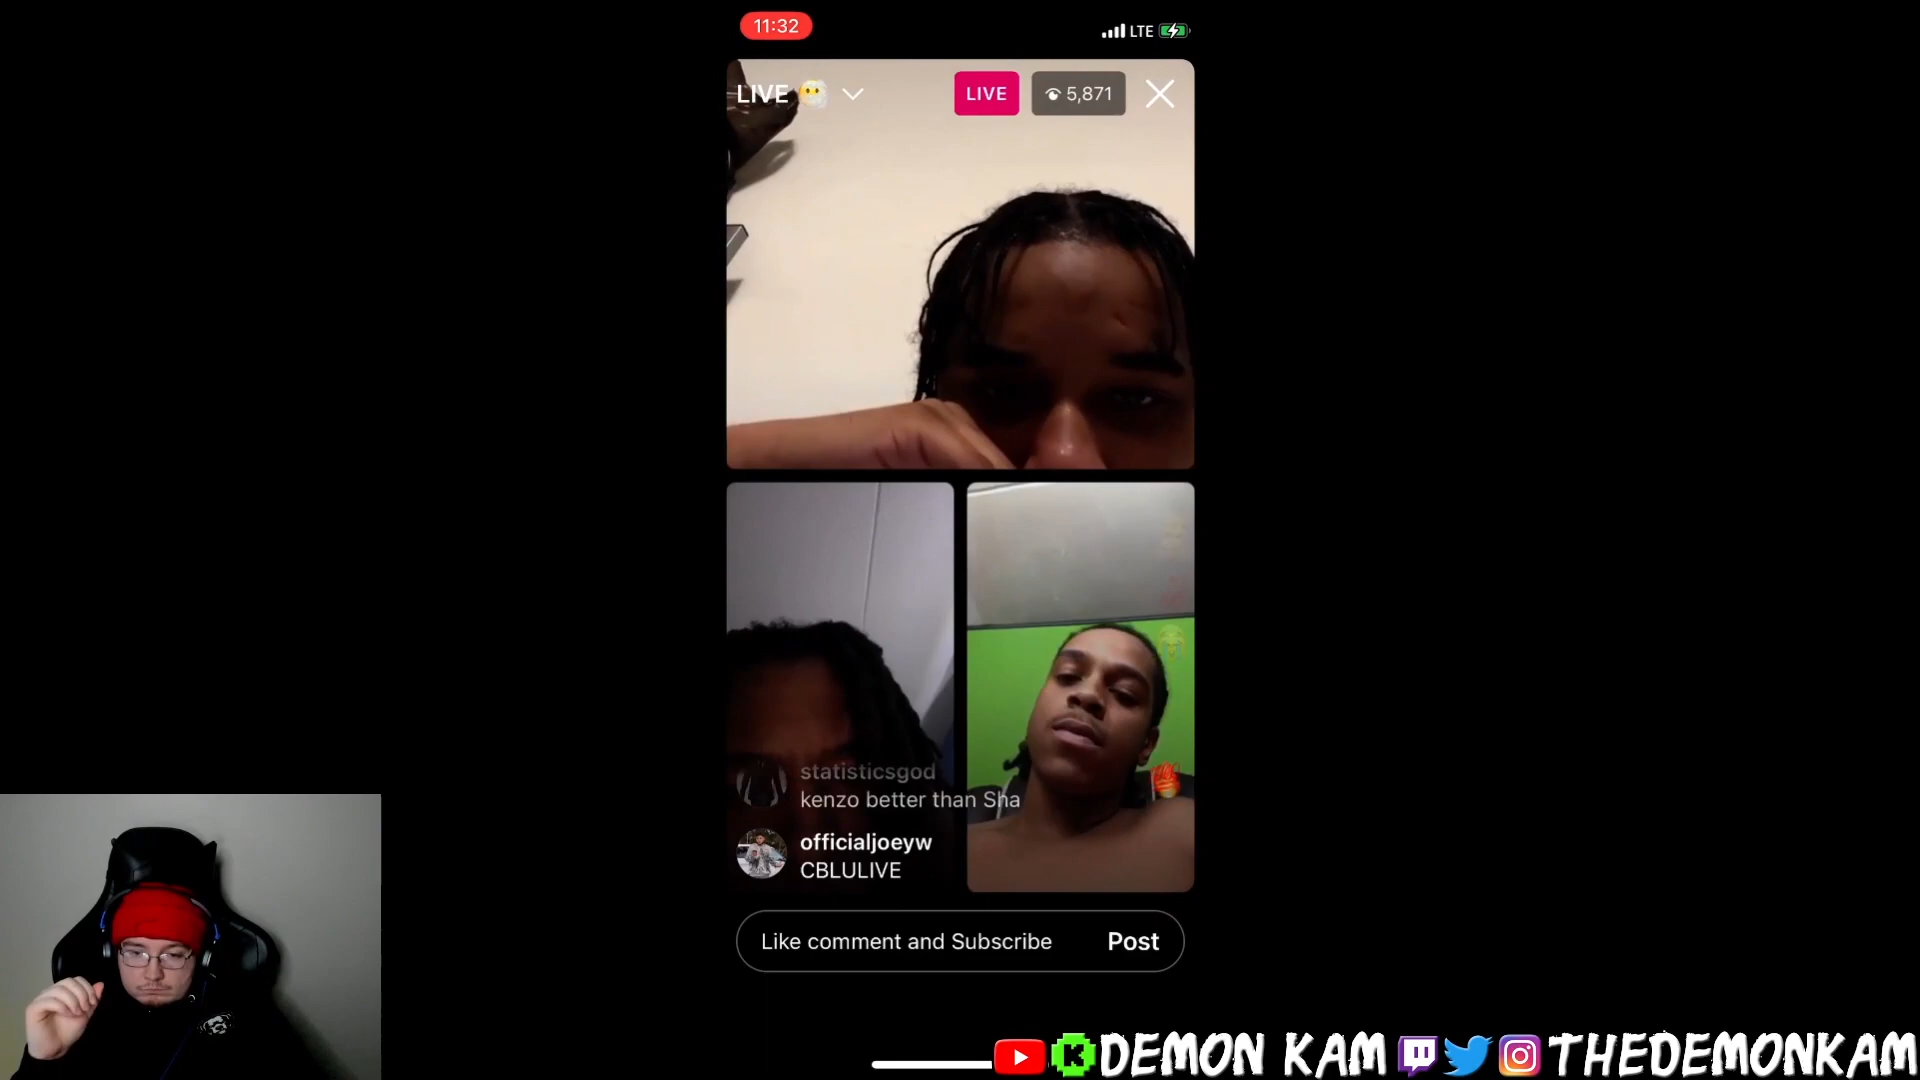 11:32
LTE
LIVE
LIVE
5,871
statisticsgod
kenzo better than Sha
officialjoeyw
CBLULIVE
Like comment and Subscribe
Post
DEMON KAM
THEDEMONKAM